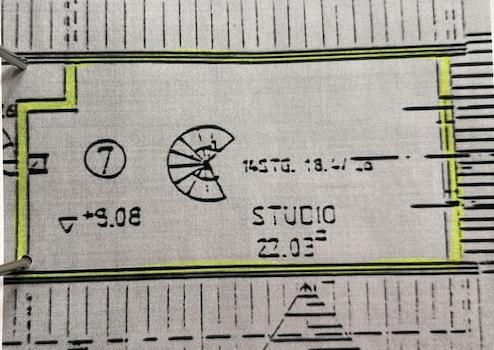 7
14STG.
+9.08
STUDIO
22.03²